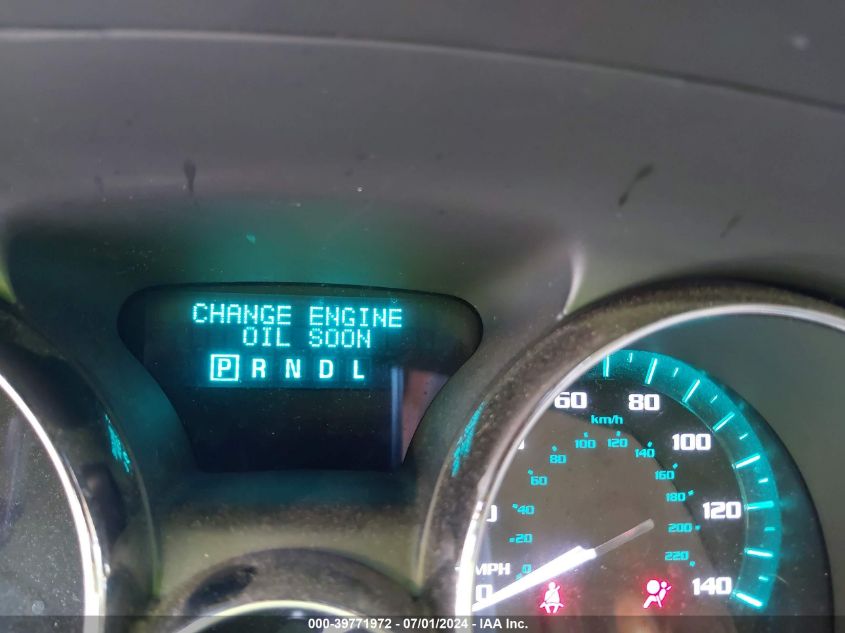 CHANGE ENGINE
OIL SOON
P R N D L
60 80 100 120 140
km/h
0 20 40 60 80 100 120 140 160 180 200 220
MPH
0
000-39771972 - 07/01/2024 - IAA Inc.